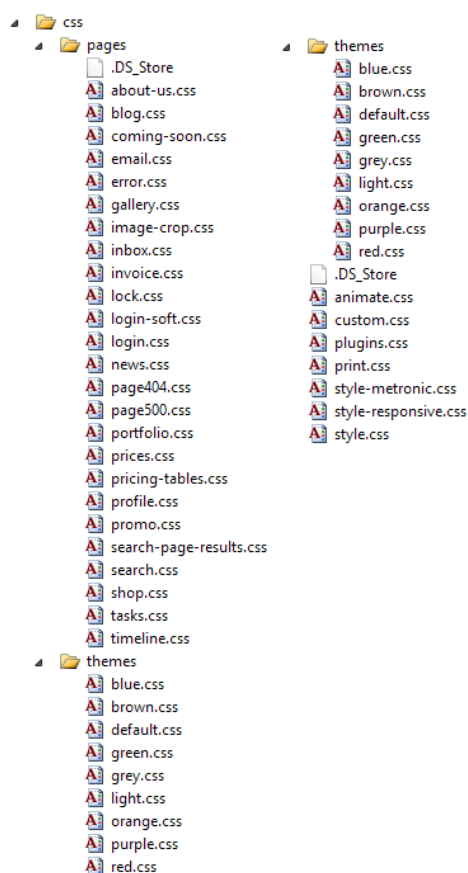 css
pages
.DS_Store
about-us.css
blog.css
coming-soon.css
email.css
error.css
gallery.css
image-crop.css
inbox.css
invoice.css
lock.css
login-soft.css
login.css
news.css
page404.css
page500.css
portfolio.css
prices.css
pricing-tables.css
profile.css
promo.css
search-page-results.css
search.css
shop.css
tasks.css
timeline.css
themes
blue.css
brown.css
default.css
green.css
grey.css
light.css
orange.css
purple.css
red.css
themes
blue.css
brown.css
default.css
green.css
grey.css
light.css
orange.css
purple.css
red.css
.DS_Store
animate.css
custom.css
plugins.css
print.css
style-metronic.css
style-responsive.css
style.css